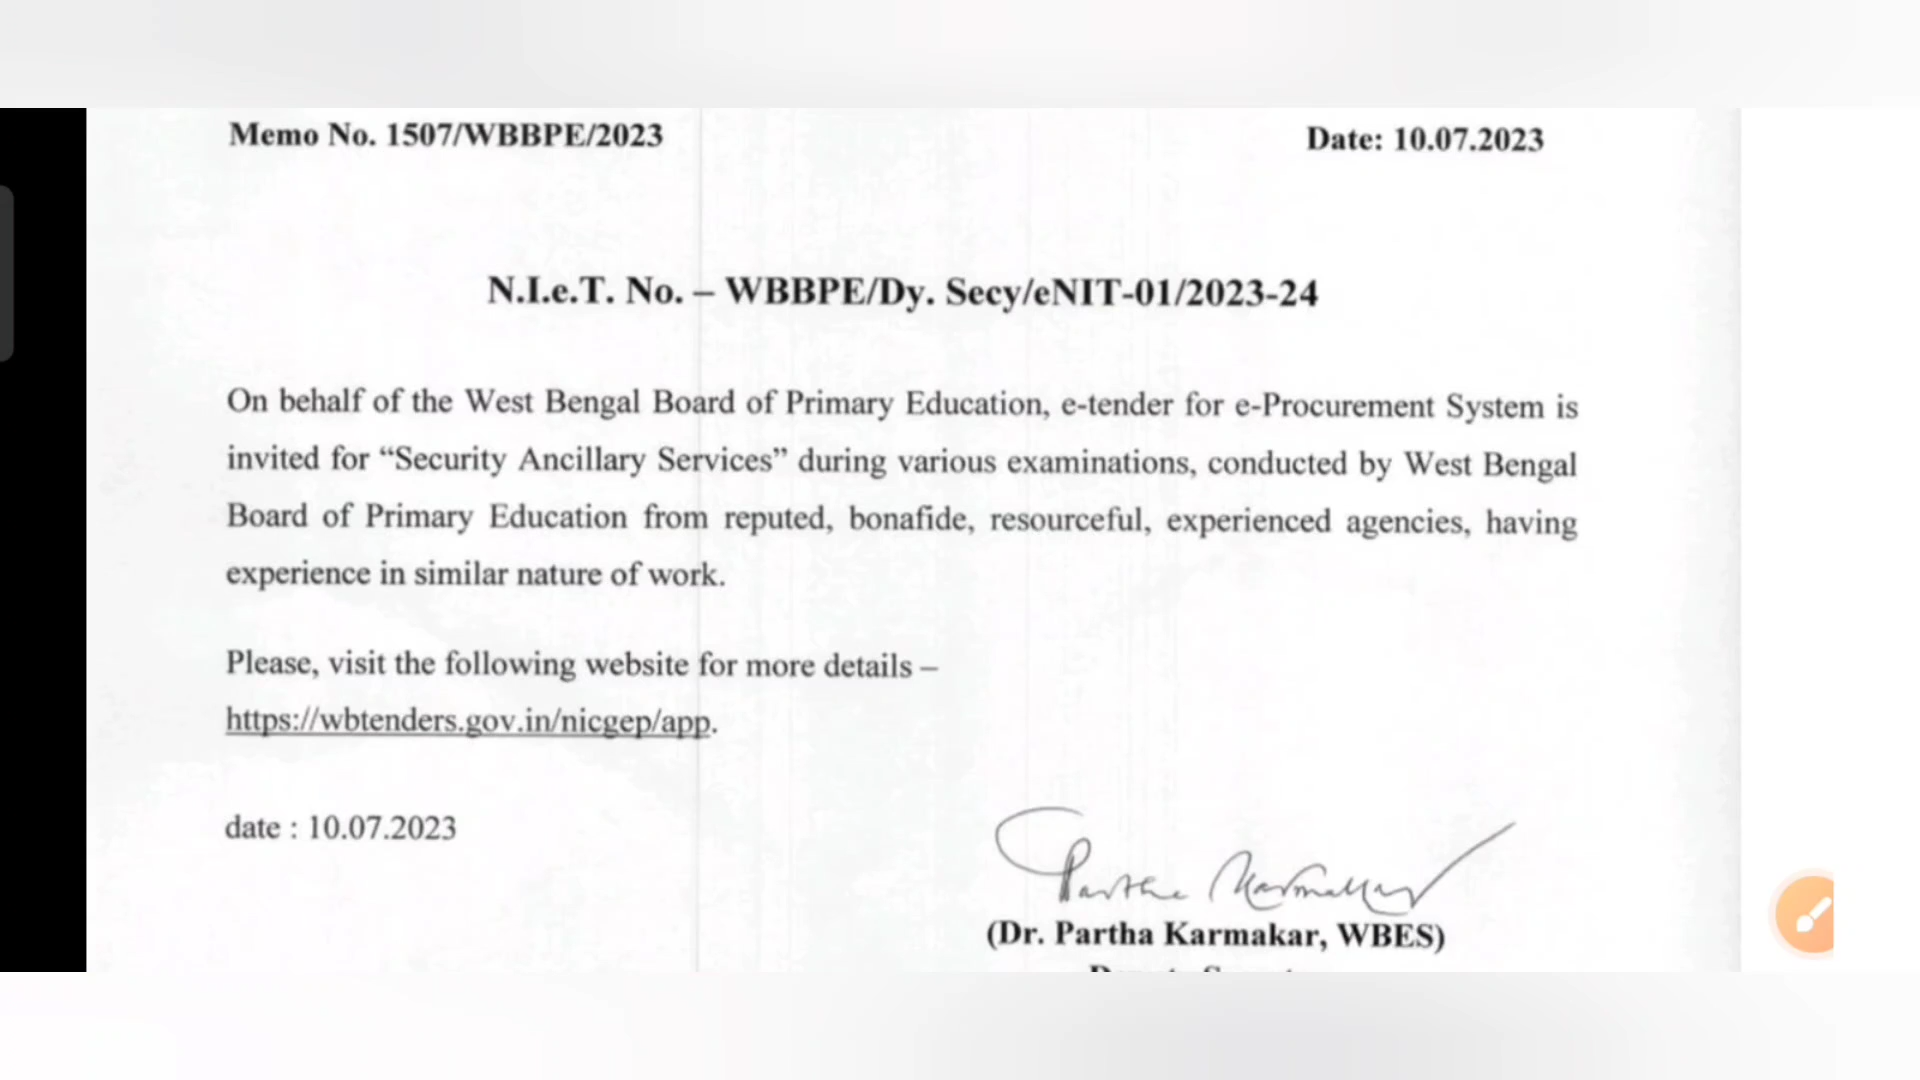 Memo No. 1507/WBBPE/2023
Date: 10.07.2023
N.I.e.T. No. – WBBPE/Dy. Secy/eNIT-01/2023-24
On behalf of the West Bengal Board of Primary Education, e-tender for e-Procurement System is
invited for “Security Ancillary Services” during various examinations, conducted by West Bengal
Board of Primary Education from reputed, bonafide, resourceful, experienced agencies, having
experience in similar nature of work.
Please, visit the following website for more details –
https://wbtenders.gov.in/nicgep/app.
date : 10.07.2023
Partha Karmakar
(Dr. Partha Karmakar, WBES)